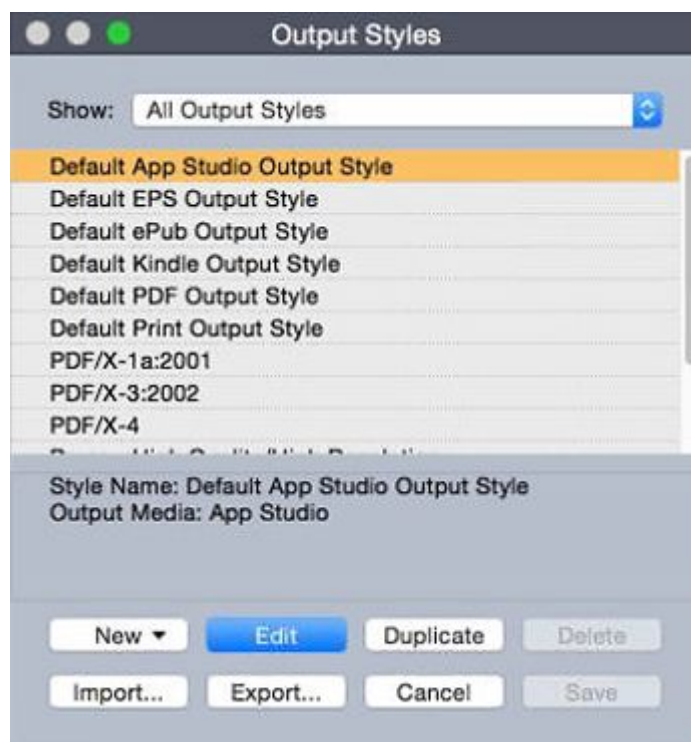 Output Styles
Show: All Output Styles
Default App Studio Output Style
Default EPS Output Style
Default ePub Output Style
Default Kindle Output Style
Default PDF Output Style
Default Print Output Style
PDF/X-1a:2001
PDF/X-3:2002
PDF/X-4
Style Name: Default App Studio Output Style
Output Media: App Studio
New Edit Duplicate Delete
Import... Export... Cancel Save